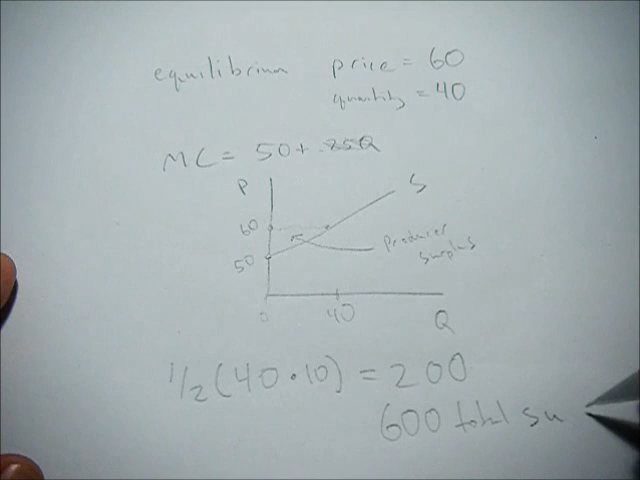 equilibrium price = 60
quantity = 40
MC = 50 + .25Q
P
S
60
producer
surplus
50
0
40
Q
1/2 (40 • 10) = 200
600 total su